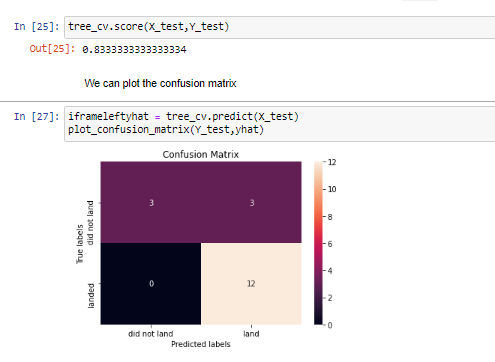 In [25]: tree_cv.score(X_test,Y_test)
Out[25]: 0.8333333333333334
We can plot the confusion matrix
In [27]: iframeleftyhat = tree_cv.predict(X_test)
plot_confusion_matrix(Y_test,yhat)
Confusion Matrix
True labels
did not land
landed
3
3
0
12
did not land
land
Predicted labels
12
10
8
6
4
2
0